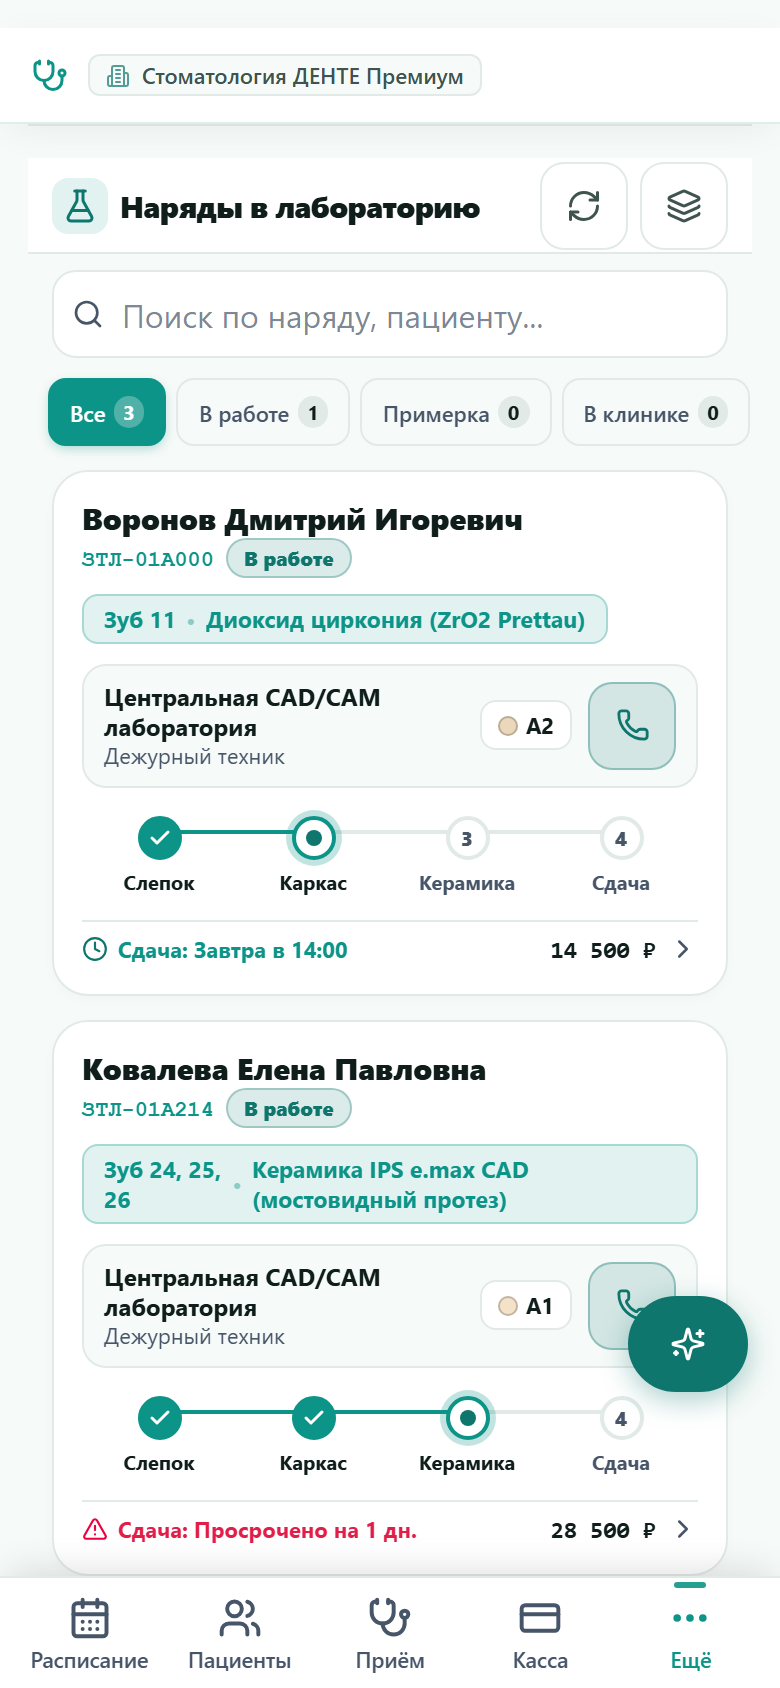 Стоматология ДЕНТЕ Премиум
Наряды в лабораторию
Поиск по наряду, пациенту...
Все 3
В работе 1
Примерка 0
В клинике 0
Воронов Дмитрий Игоревич
ЗТЛ-01А000 В работе
Зуб 11 • Диоксид циркония (ZrO2 Prettau)
Центральная CAD/CAM
лаборатория
Дежурный техник
A2
3
4
Слепок
Каркас
Керамика
Сдача
Сдача: Завтра в 14:00
14 500 ₽
Ковалева Елена Павловна
ЗТЛ-01А214 В работе
Зуб 24, 25,
26
• Керамика IPS e.max CAD
(мостовидный протез)
Центральная CAD/CAM
лаборатория
Дежурный техник
A1
4
Слепок
Каркас
Керамика
Сдача
Сдача: Просрочено на 1 дн.
28 500 ₽
Расписание
Пациенты
Приём
Касса
Ещё